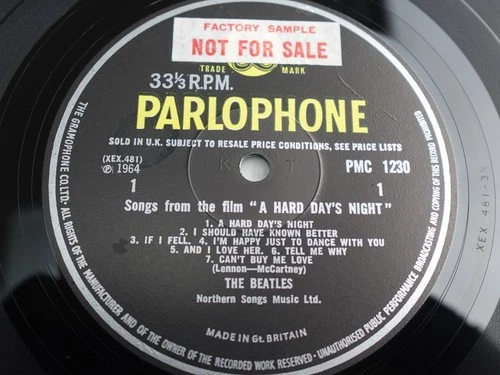 FACTORY SAMPLE
NOT FOR SALE
TRADE MARK
33⅓ R.P.M.
PARLOPHONE
SOLD IN U.K. SUBJECT TO RESALE PRICE CONDITIONS, SEE PRICE LISTS
(XEX.481)
℗ 1964
K T
PMC 1230
1
1
Songs from the film "A HARD DAY'S NIGHT"
1. A HARD DAY'S NIGHT
2. I SHOULD HAVE KNOWN BETTER
3. IF I FELL. 4. I'M HAPPY JUST TO DANCE WITH YOU
5. AND I LOVE HER. 6. TELL ME WHY
7. CAN'T BUY ME LOVE
(Lennon—McCartney)
THE BEATLES
Northern Songs Music Ltd.
MADE IN Gt. BRITAIN
THE GRAMOPHONE CO. LTD. - ALL RIGHTS OF THE MANUFACTURER AND OF THE OWNER OF THE RECORDED WORK RESERVED - UNAUTHORISED PUBLIC PERFORMANCE BROADCASTING AND COPYING OF THIS RECORD PROHIBITED
XEX 481-3